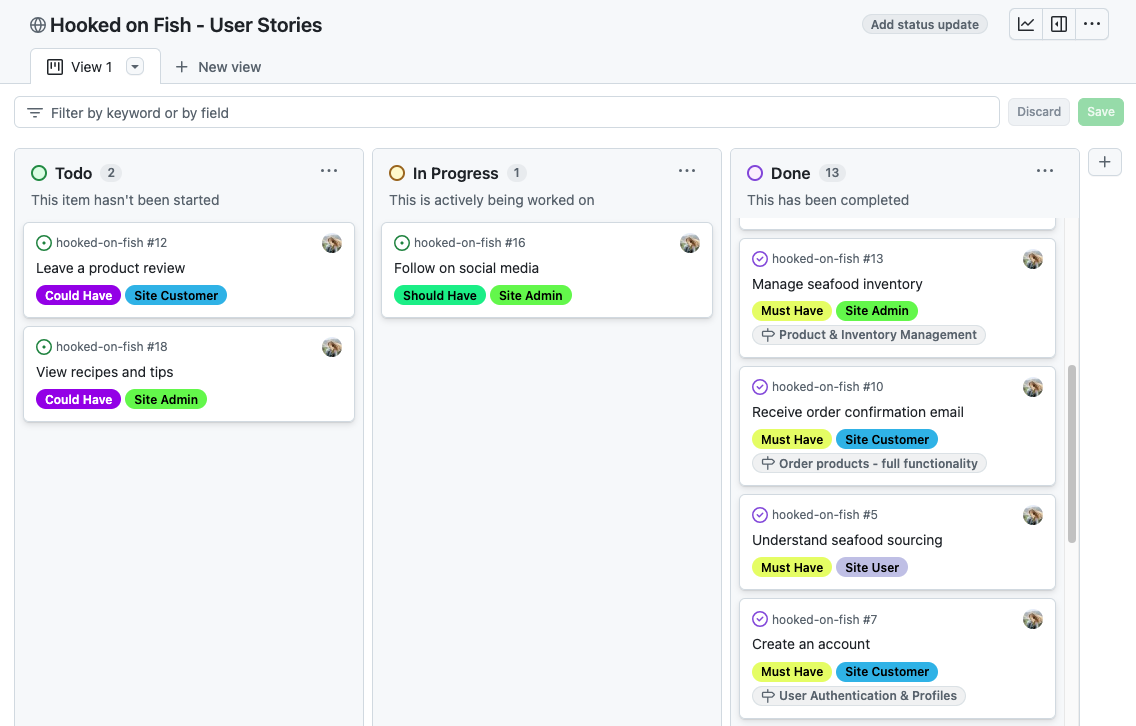 Hooked on Fish - User Stories
Add status update
View 1
New view
Filter by keyword or by field
Discard
Save
Todo 2
This item hasn't been started
hooked-on-fish #12
Leave a product review
Could Have Site Customer
hooked-on-fish #18
View recipes and tips
Could Have Site Admin
In Progress 1
This is actively being worked on
hooked-on-fish #16
Follow on social media
Should Have Site Admin
Done 13
This has been completed
hooked-on-fish #13
Manage seafood inventory
Must Have Site Admin
Product & Inventory Management
hooked-on-fish #10
Receive order confirmation email
Must Have Site Customer
Order products - full functionality
hooked-on-fish #5
Understand seafood sourcing
Must Have Site User
hooked-on-fish #7
Create an account
Must Have Site Customer
User Authentication & Profiles